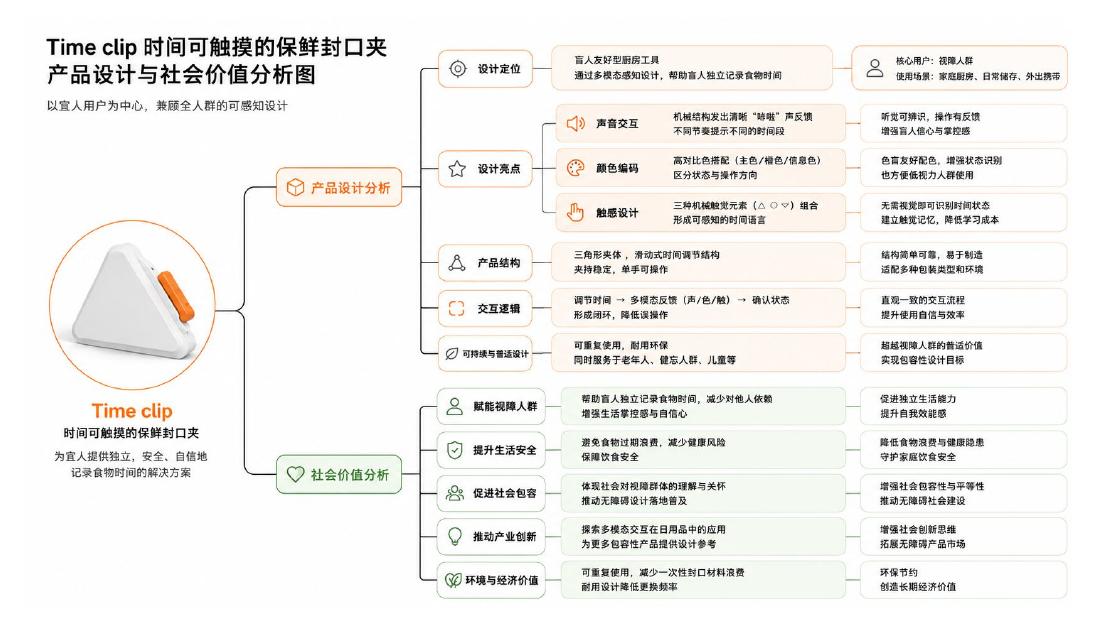 Time clip 时间可触摸的保鲜封口夹
产品设计与社会价值分析图
以宜人用户为中心，兼顾全人群的可感知设计
Time clip
时间可触摸的保鲜封口夹
为宜人提供独立、安全、自信地
记录食物时间的解决方案
产品设计分析
设计定位
盲人友好型厨房工具
通过多模态感知设计，帮助盲人独立记录食物时间
核心用户：视障人群
使用场景：家庭厨房、日常储存、外出携带
设计亮点
声音交互
机械结构发出清晰“哆啦”声反馈
不同节奏提示不同的时间段
听觉可辨识，操作有反馈
增强盲人信心与掌控感
颜色编码
高对比色搭配（主色/橙色/信息色）
区分状态与操作方向
色盲友好配色，增强状态识别
也方便低视力人群使用
触感设计
三种机械触觉元素（△ ○ ▽）组合
形成可感知的时间语言
无需视觉即可识别时间状态
建立触觉记忆，降低学习成本
产品结构
三角形夹体，滑动式时间调节结构
夹持稳定，单手可操作
结构简单可靠，易于制造
适配多种包装类型和环境
交互逻辑
调节时间 → 多模态反馈（声/色/触） → 确认状态
形成闭环，降低误操作
直观一致的交互流程
提升使用自信与效率
可持续与普适设计
可重复使用，耐用环保
同时服务于老年人、健忘人群、儿童等
超越视障人群的普适价值
实现包容性设计目标
社会价值分析
赋能视障人群
帮助盲人独立记录食物时间，减少对他人依赖
增强生活掌控感与自信心
促进独立生活能力
提升自我效能感
提升生活安全
避免食物过期浪费，减少健康风险
保障饮食安全
降低食物浪费与健康隐患
守护家庭饮食安全
促进社会包容
体现社会对视障群体的理解与关怀
推动无障碍设计落地普及
增强社会包容性与平等性
推动无障碍社会建设
推动产业创新
探索多模态交互在日用品中的应用
为更多包容性产品提供设计参考
增强社会创新思维
拓展无障碍产品市场
环境与经济价值
可重复使用，减少一次性封口材料浪费
耐用设计降低更换频率
环保节约
创造长期经济价值